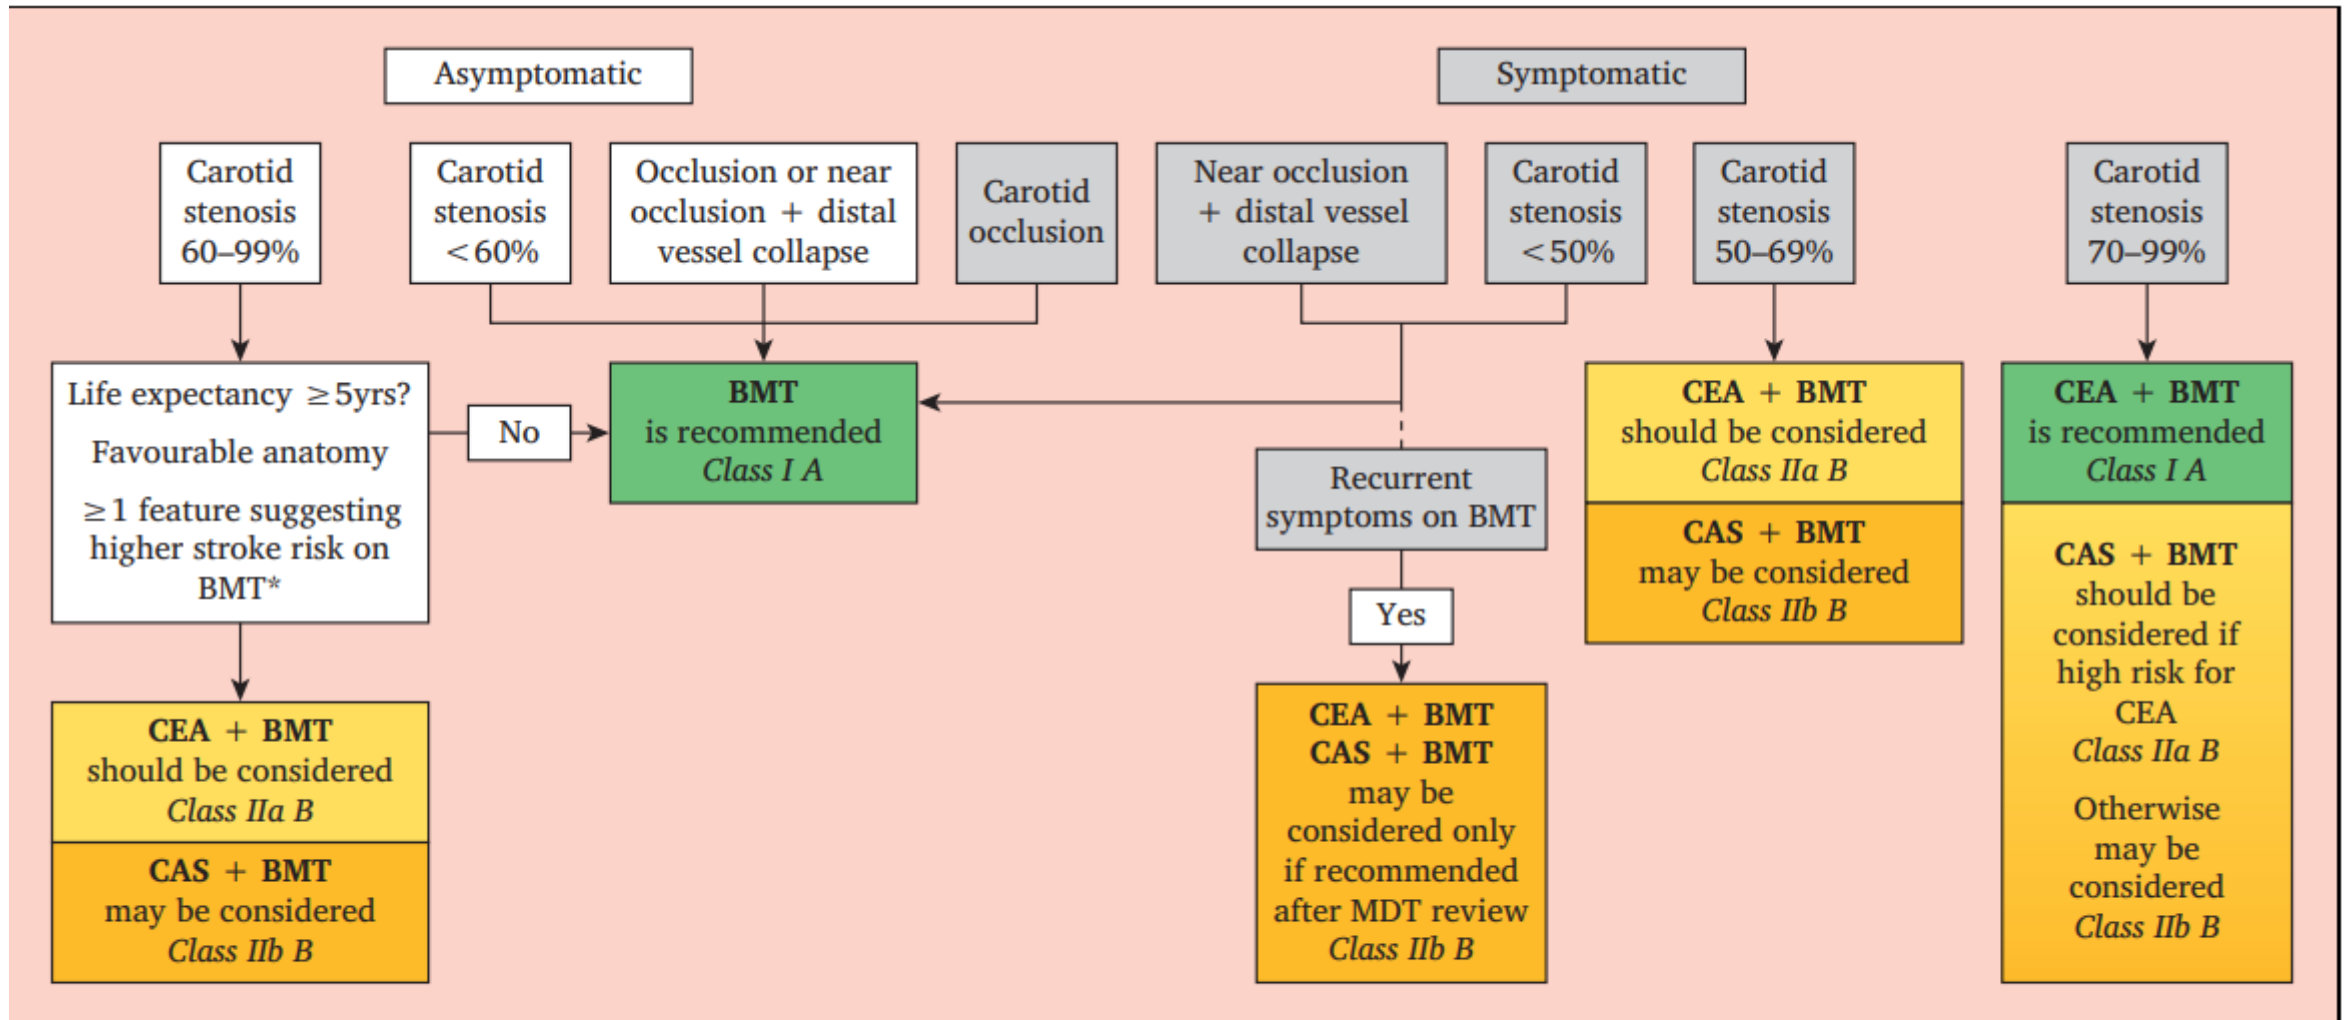 Asymptomatic
Symptomatic
Carotid
stenosis
60–99%
Carotid
stenosis
<60%
Occlusion or near
occlusion + distal
vessel collapse
Carotid
occlusion
Near occlusion
+ distal vessel
collapse
Carotid
stenosis
<50%
Carotid
stenosis
50–69%
Carotid
stenosis
70–99%
Life expectancy ≥5yrs?
Favourable anatomy
≥1 feature suggesting
higher stroke risk on
BMT*
No
BMT
is recommended
Class I A
Recurrent
symptoms on BMT
Yes
CEA + BMT
should be considered
Class IIa B
CAS + BMT
may be considered
Class IIb B
CEA + BMT
is recommended
Class I A
CAS + BMT
should be
considered if
high risk for
CEA
Class IIa B
Otherwise
may be
considered
Class IIb B
CEA + BMT
should be considered
Class IIa B
CAS + BMT
may be considered
Class IIb B
CEA + BMT
CAS + BMT
may be
considered only
if recommended
after MDT review
Class IIb B